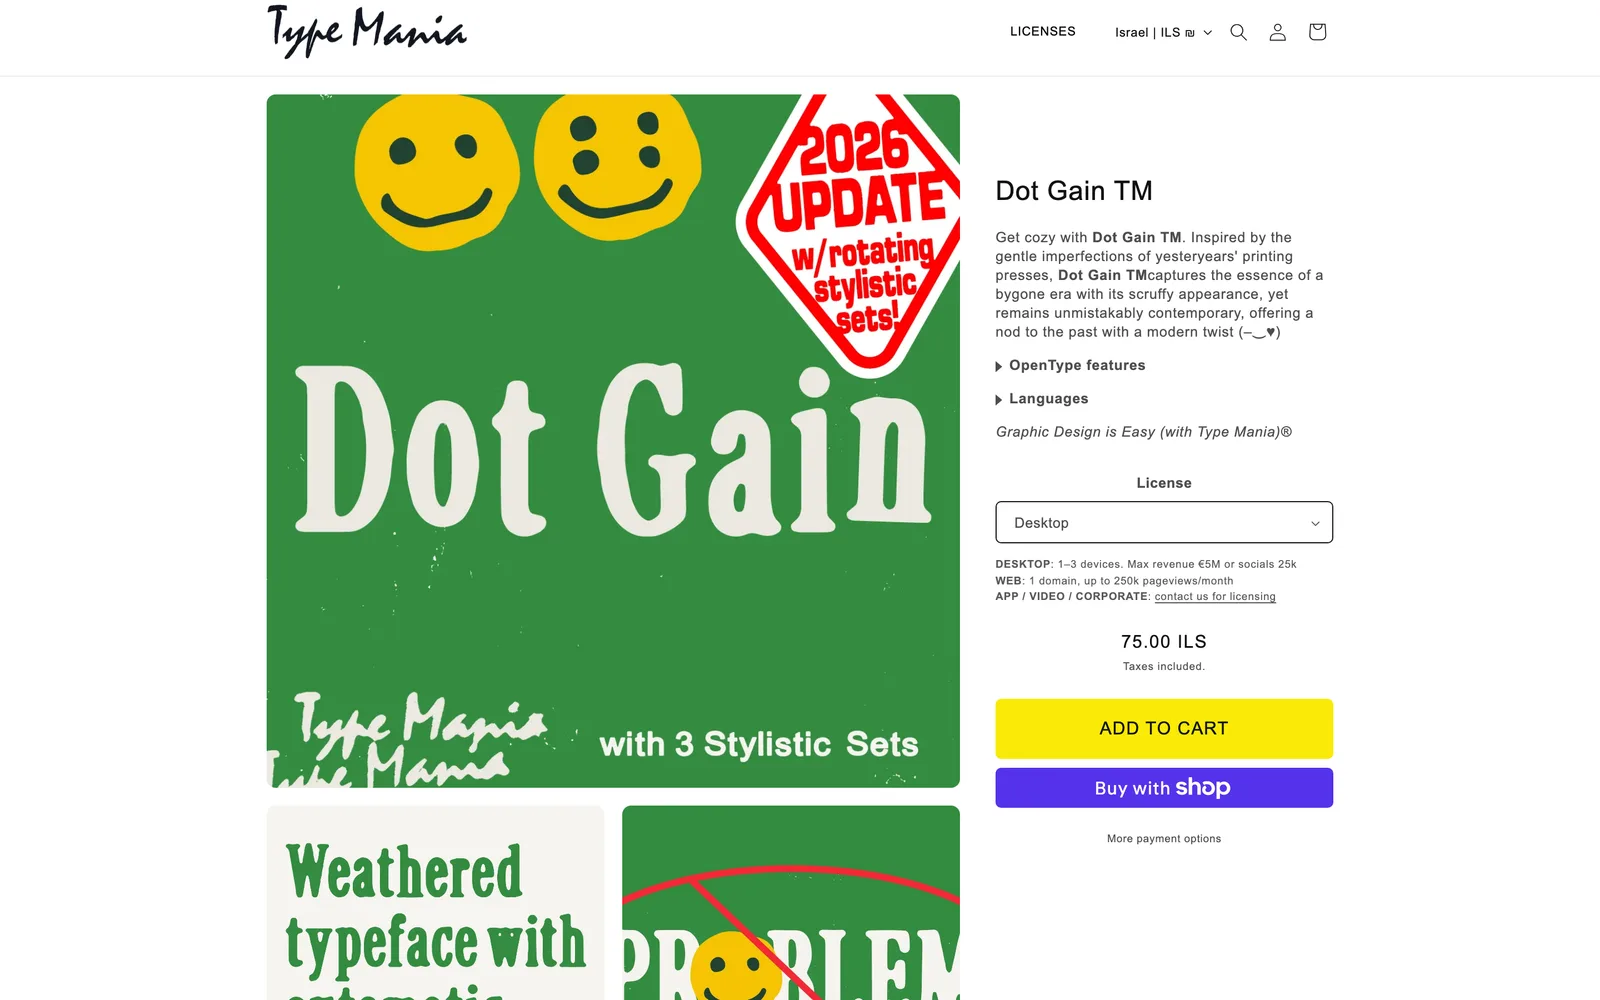 Type Mania
LICENSES
Israel | ILS ₪
2026
UPDATE
w/rotating
stylistic
sets!
Dot Gain
Type Mania
Type Mania
with 3 Stylistic Sets
Weathered
typeface with
automatic
PROBLEM
Dot Gain TM
Get cozy with Dot Gain TM. Inspired by the
gentle imperfections of yesteryears' printing
presses, Dot Gain TMcaptures the essence of a
bygone era with its scruffy appearance, yet
remains unmistakably contemporary, offering a
nod to the past with a modern twist (–‿♥)
OpenType features
Languages
Graphic Design is Easy (with Type Mania)®
License
Desktop
DESKTOP: 1–3 devices. Max revenue €5M or socials 25k
WEB: 1 domain, up to 250k pageviews/month
APP / VIDEO / CORPORATE: contact us for licensing
75.00 ILS
Taxes included.
ADD TO CART
Buy with shop
More payment options